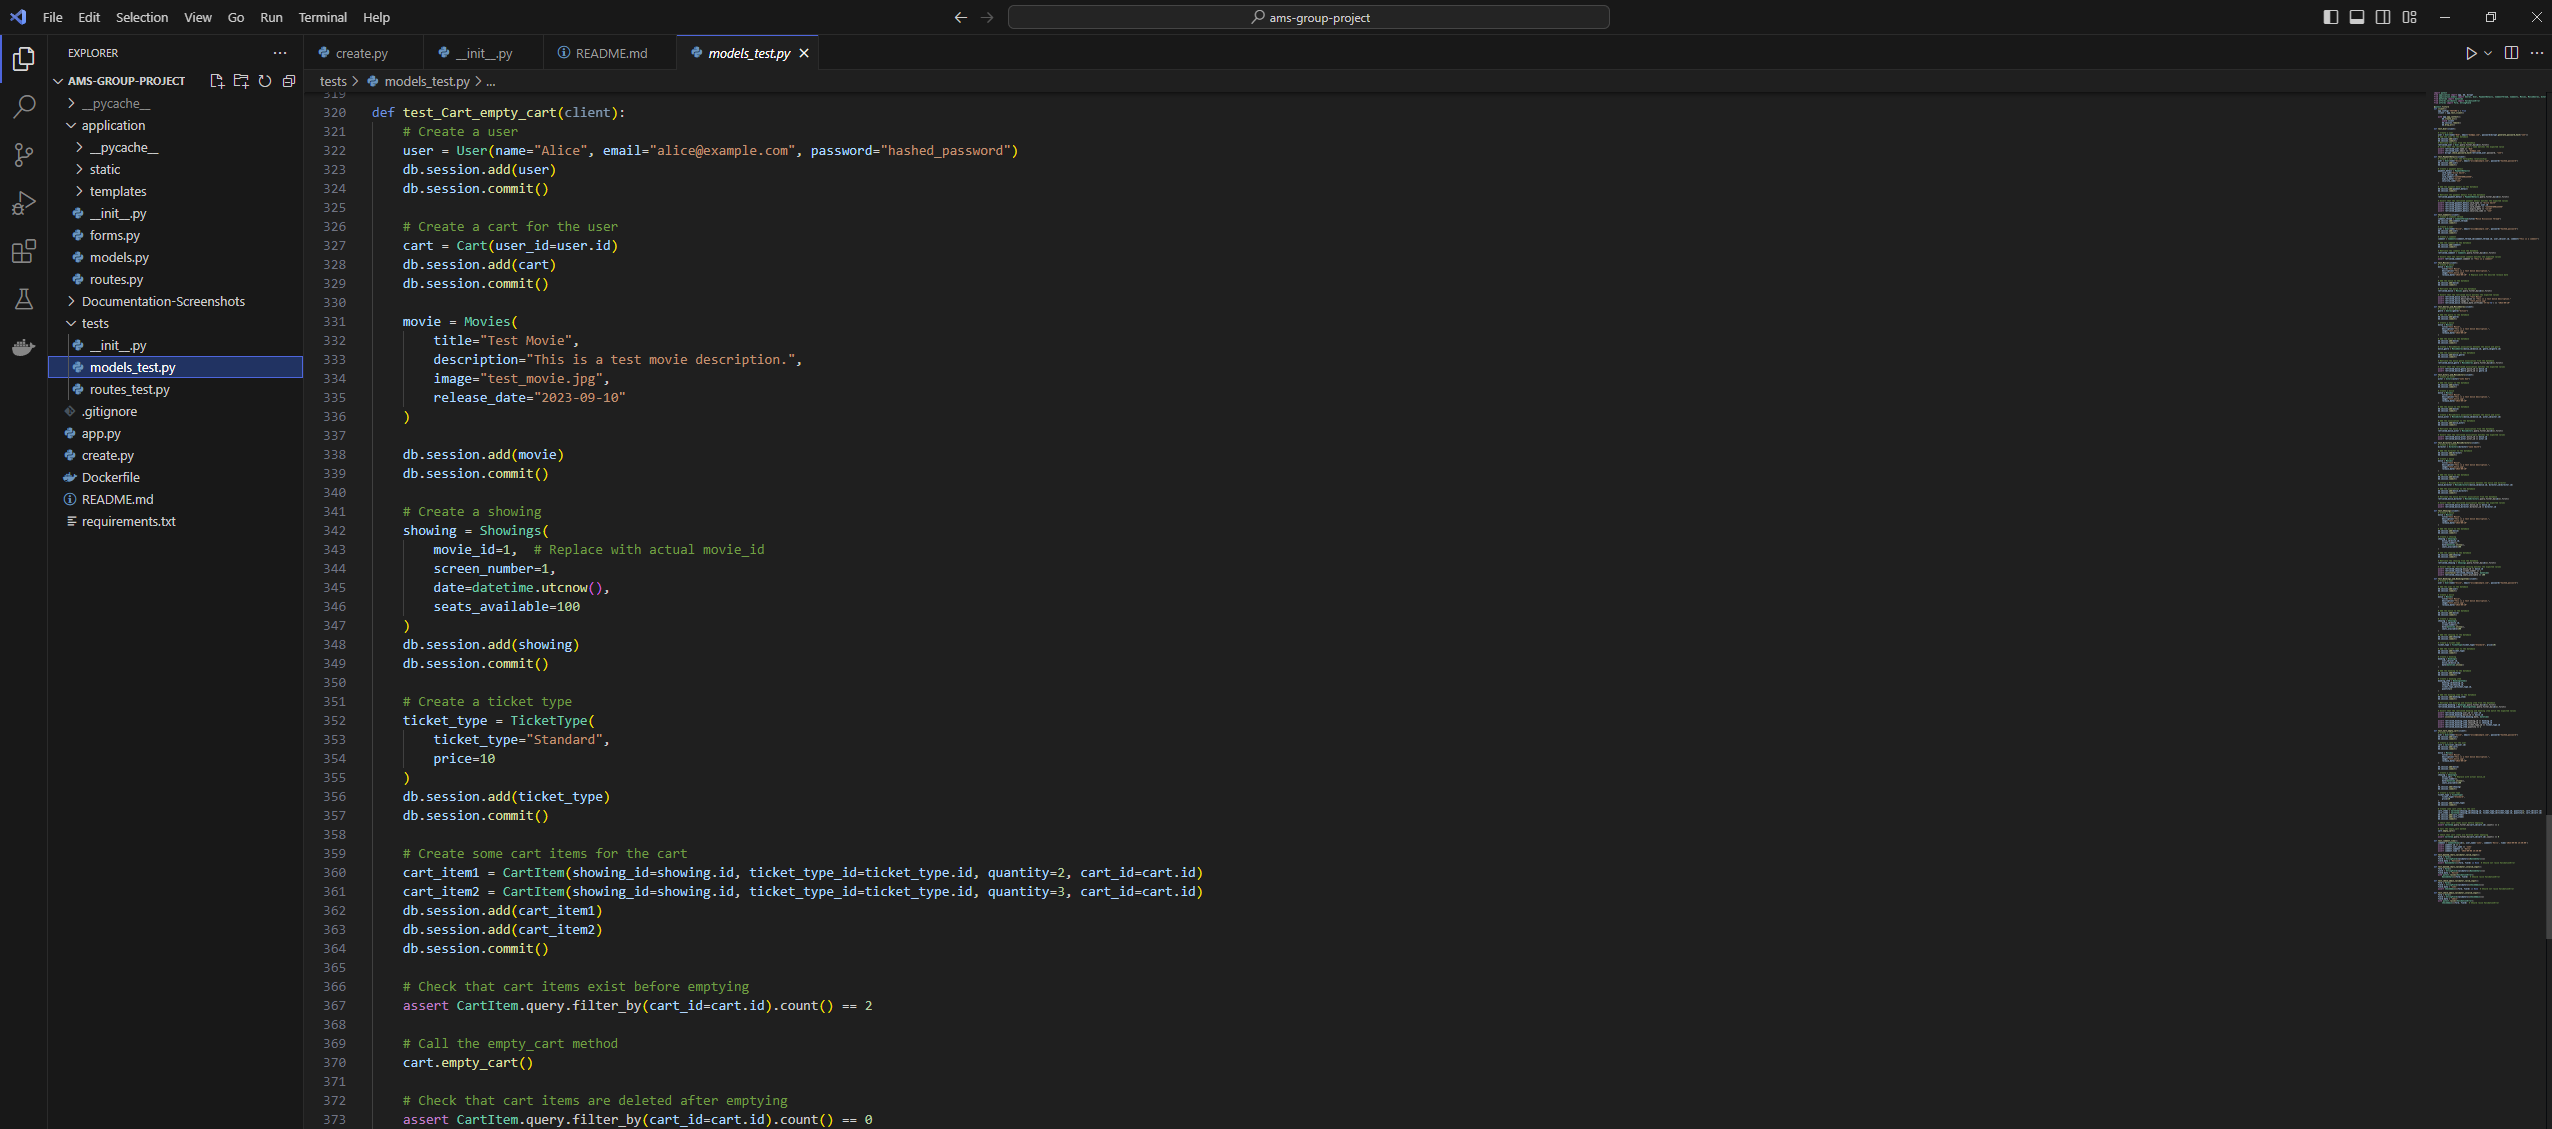 File Edit Selection View Go Run Terminal Help
ams-group-project
EXPLORER
AMS-GROUP-PROJECT
__pycache__
application
__pycache__
static
templates
__init__.py
forms.py
models.py
routes.py
Documentation-Screenshots
tests
__init__.py
models_test.py
routes_test.py
.gitignore
app.py
create.py
Dockerfile
README.md
requirements.txt
create.py __init__.py README.md models_test.py
tests > models_test.py > ...
319
320 def test_Cart_empty_cart(client):
321 # Create a user
322 user = User(name="Alice", email="alice@example.com", password="hashed_password")
323 db.session.add(user)
324 db.session.commit()
325
326 # Create a cart for the user
327 cart = Cart(user_id=user.id)
328 db.session.add(cart)
329 db.session.commit()
330
331 movie = Movies(
332 title="Test Movie",
333 description="This is a test movie description.",
334 image="test_movie.jpg",
335 release_date="2023-09-10"
336 )
337
338 db.session.add(movie)
339 db.session.commit()
340
341 # Create a showing
342 showing = Showings(
343 movie_id=1, # Replace with actual movie_id
344 screen_number=1,
345 date=datetime.utcnow(),
346 seats_available=100
347 )
348 db.session.add(showing)
349 db.session.commit()
350
351 # Create a ticket type
352 ticket_type = TicketType(
353 ticket_type="Standard",
354 price=10
355 )
356 db.session.add(ticket_type)
357 db.session.commit()
358
359 # Create some cart items for the cart
360 cart_item1 = CartItem(showing_id=showing.id, ticket_type_id=ticket_type.id, quantity=2, cart_id=cart.id)
361 cart_item2 = CartItem(showing_id=showing.id, ticket_type_id=ticket_type.id, quantity=3, cart_id=cart.id)
362 db.session.add(cart_item1)
363 db.session.add(cart_item2)
364 db.session.commit()
365
366 # Check that cart items exist before emptying
367 assert CartItem.query.filter_by(cart_id=cart.id).count() == 2
368
369 # Call the empty_cart method
370 cart.empty_cart()
371
372 # Check that cart items are deleted after emptying
373 assert CartItem.query.filter_by(cart_id=cart.id).count() == 0